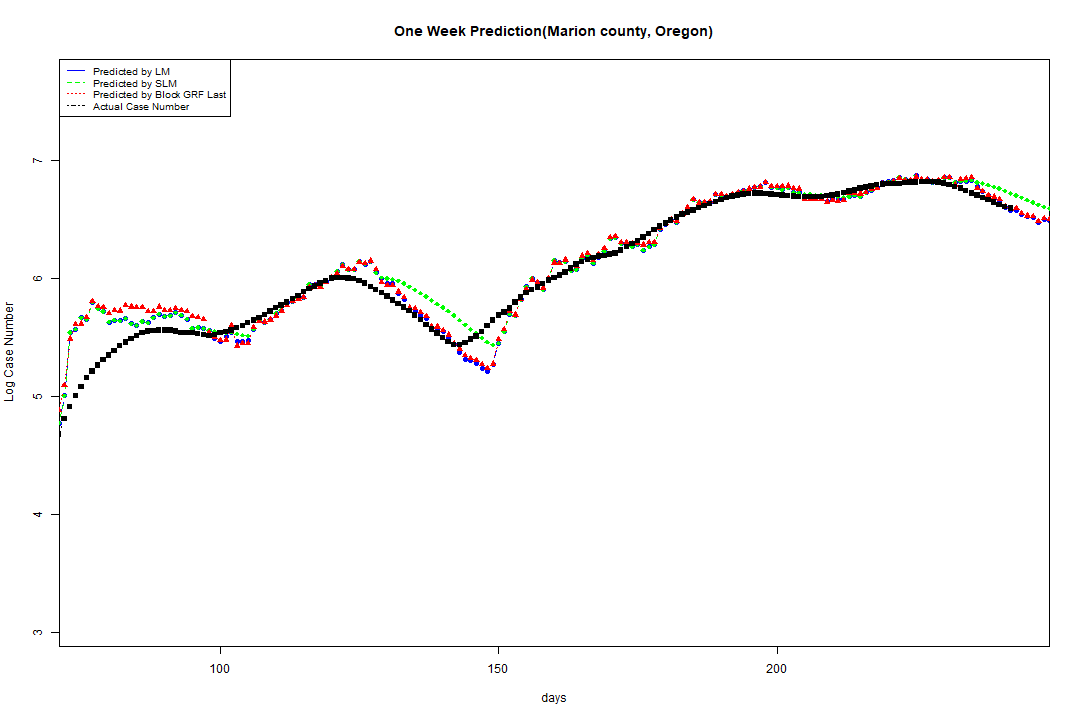 One Week Prediction(Marion county, Oregon)
Predicted by LM
Predicted by SLM
Predicted by Block GRF Last
Actual Case Number
7
6
5
4
3
Log Case Number
100 150 200
days